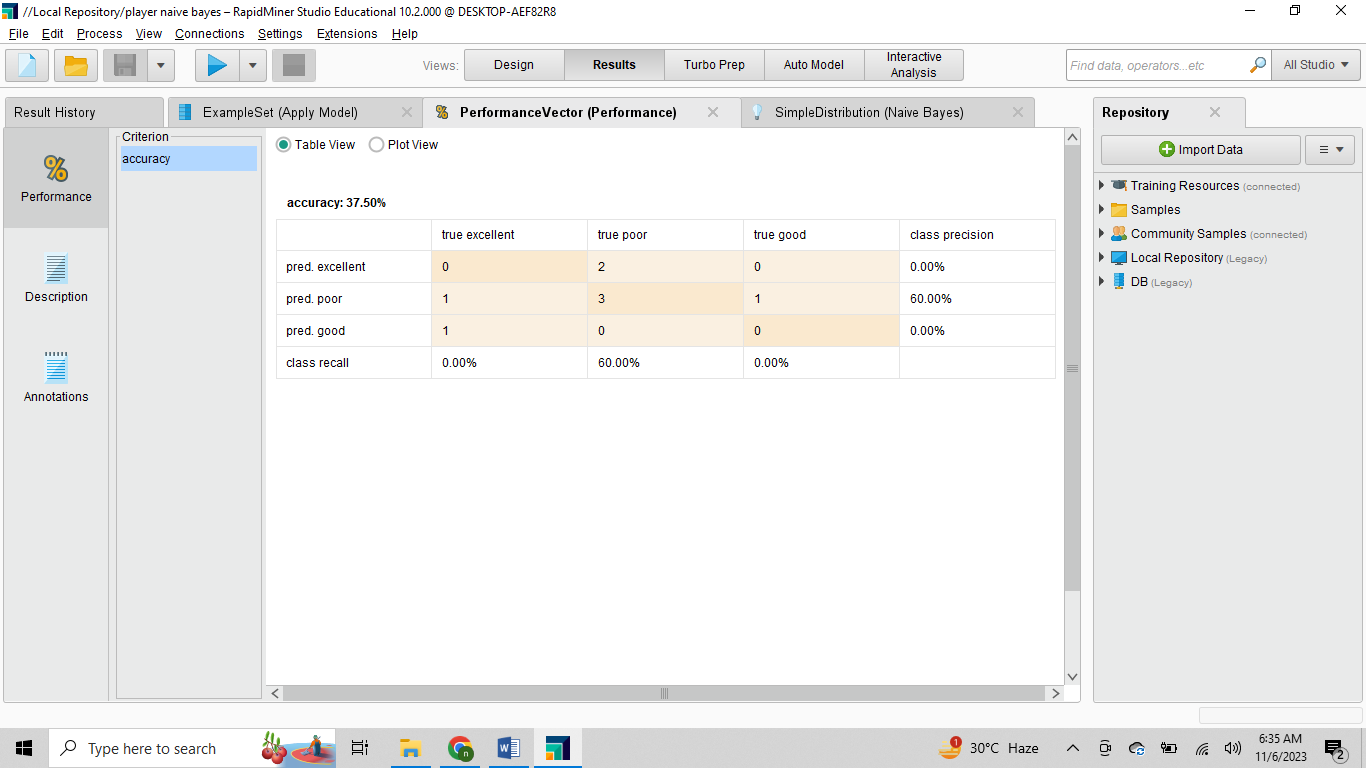 //Local Repository/player naive bayes – RapidMiner Studio Educational 10.2.000 @ DESKTOP-AEF82R8
File Edit Process View Connections Settings Extensions Help
Views: Design Results Turbo Prep Auto Model Interactive Analysis
Find data, operators...etc All Studio
Result History ExampleSet (Apply Model) PerformanceVector (Performance) SimpleDistribution (Naive Bayes)
Repository
% Performance
Description
Annotations
Criterion
accuracy
Table View Plot View
accuracy: 37.50%
true excellent true poor true good class precision
pred. excellent 0 2 0 0.00%
pred. poor 1 3 1 60.00%
pred. good 1 0 0 0.00%
class recall 0.00% 60.00% 0.00%
Import Data
Training Resources (connected)
Samples
Community Samples (connected)
Local Repository (Legacy)
DB (Legacy)
Type here to search
1
30°C Haze
6:35 AM
11/6/2023
2